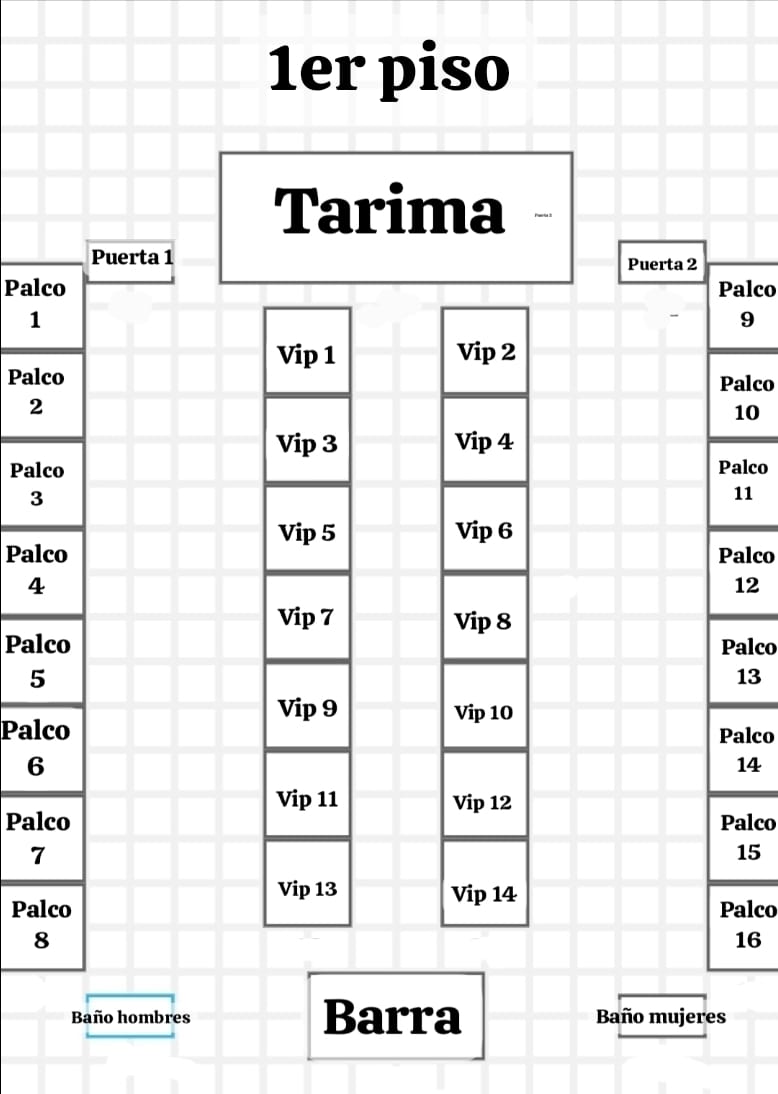 1er piso
Tarima
Puerta 2
Puerta 1
Puerta 2
Palco
1
Palco
2
Palco
3
Palco
4
Palco
5
Palco
6
Palco
7
Palco
8
Vip 1
Vip 2
Vip 3
Vip 4
Vip 5
Vip 6
Vip 7
Vip 8
Vip 9
Vip 10
Vip 11
Vip 12
Vip 13
Vip 14
Palco
9
Palco
10
Palco
11
Palco
12
Palco
13
Palco
14
Palco
15
Palco
16
Baño hombres
Barra
Baño mujeres